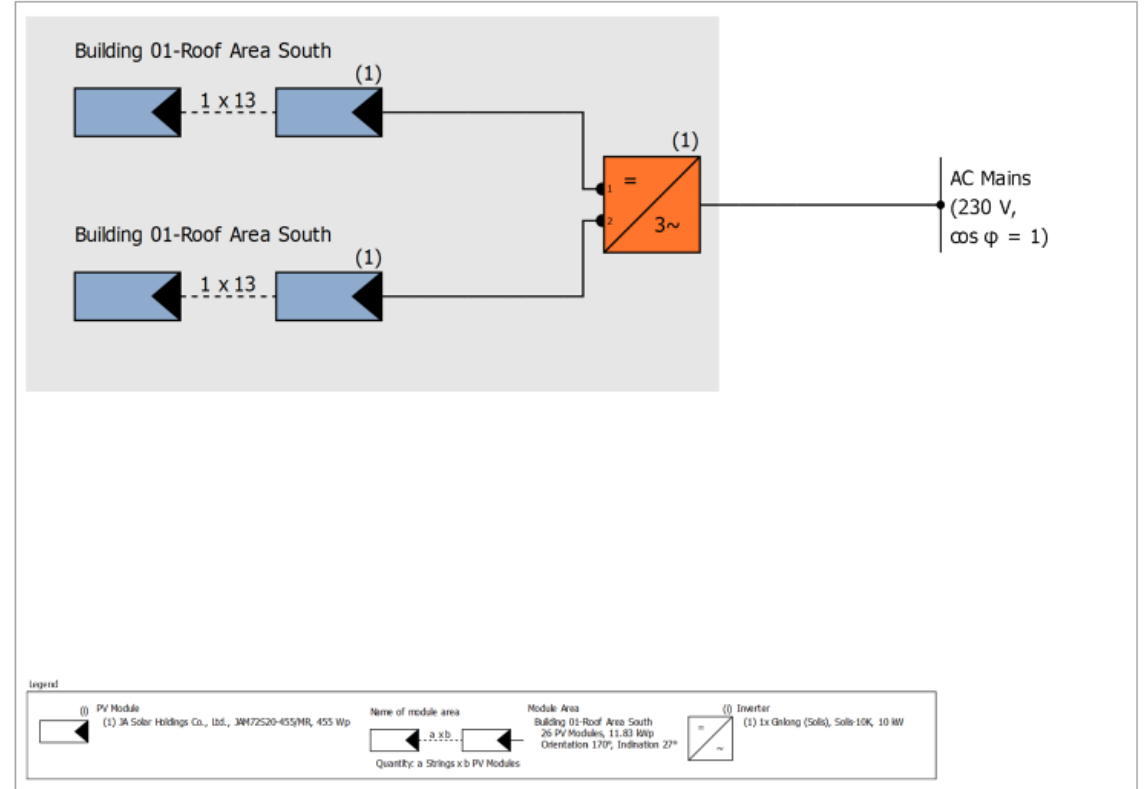 Building 01-Roof Area South
(1)
1 x 13
(1)
1
=
AC Mains
(230 V,
cos φ = 1)
2
3~
Building 01-Roof Area South
(1)
1 x 13
Legend
(i) PV Module
(1) JA Solar Holdings Co., Ltd., JAM72S20-455/MR, 455 Wp
Name of module area
a x b
Quantity: a Strings x b PV Modules
Module Area
Building 01-Roof Area South
26 PV Modules, 11.83 kWp
Orientation 170°, Inclination 27°
(i) Inverter
=
~
(1) 1x Ginlong (Solis), Solis-10K, 10 kW